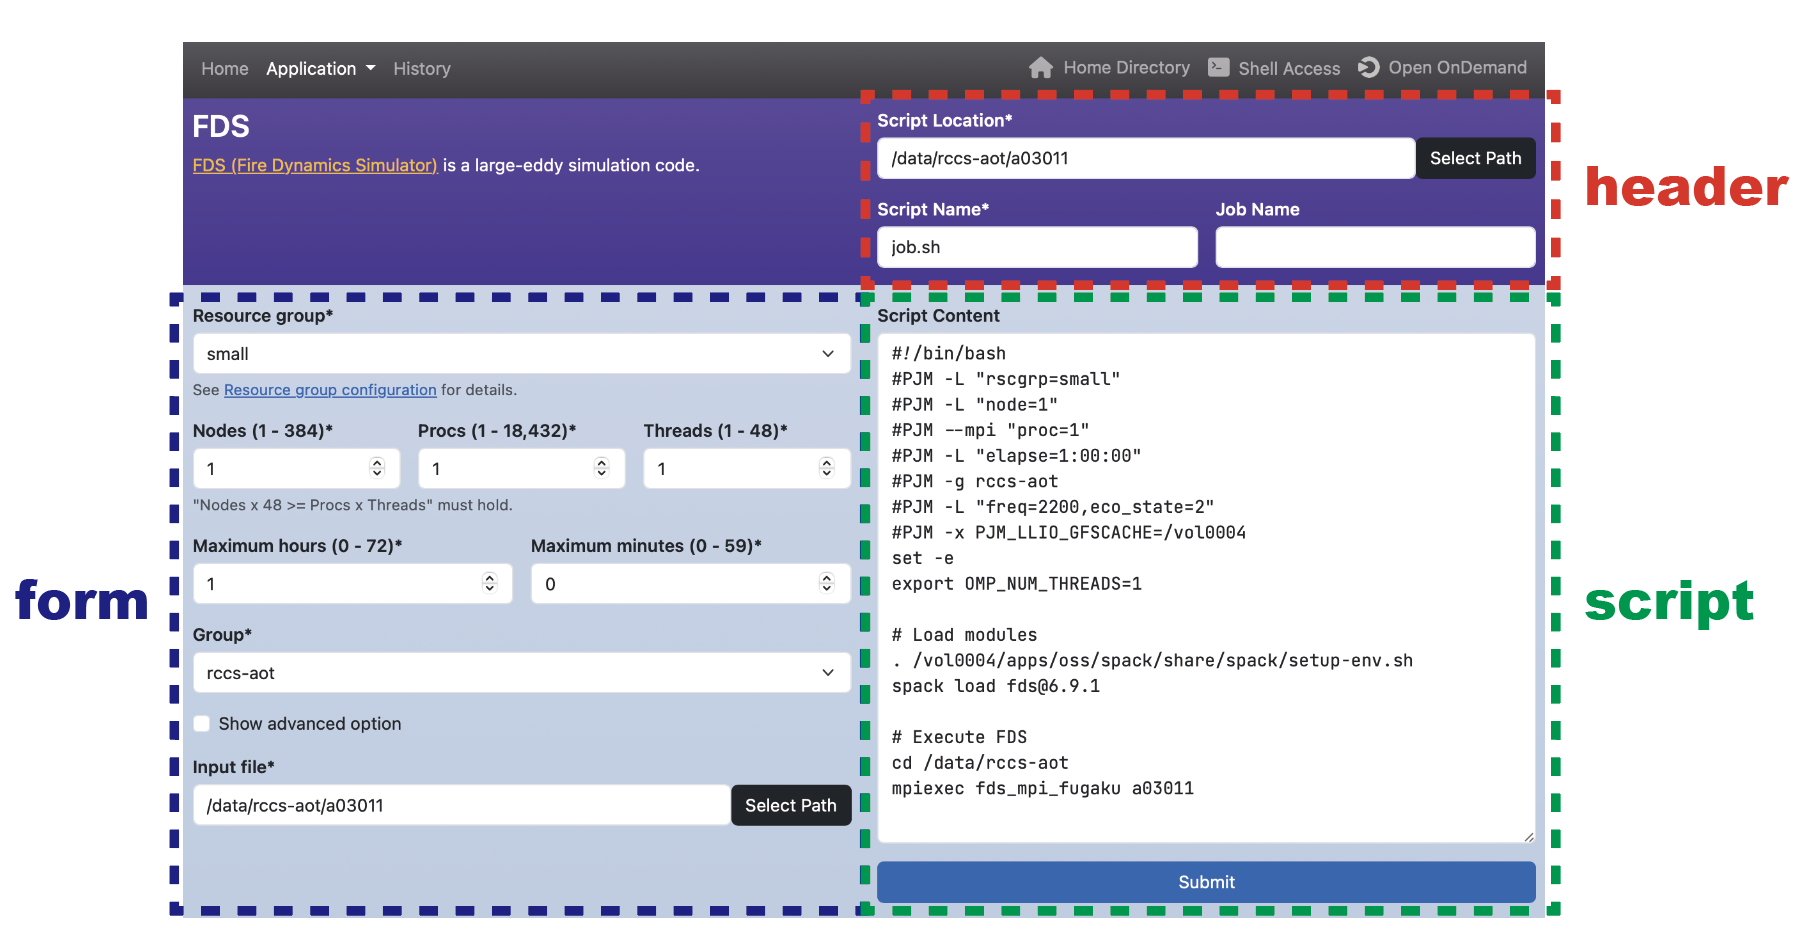 Home Application History Home Directory Shell Access Open OnDemand
FDS
FDS (Fire Dynamics Simulator) is a large-eddy simulation code.
Script Location*
/data/rccs-aot/a03011 Select Path
Script Name* Job Name
job.sh
header
form
Resource group*
small
See Resource group configuration for details.
Nodes (1 - 384)* Procs (1 - 18,432)* Threads (1 - 48)*
1 1 1
"Nodes x 48 >= Procs x Threads" must hold.
Maximum hours (0 - 72)* Maximum minutes (0 - 59)*
1 0
Group*
rccs-aot
Show advanced option
Input file*
/data/rccs-aot/a03011 Select Path
Script Content
#!/bin/bash
#PJM -L "rscgrp=small"
#PJM -L "node=1"
#PJM --mpi "proc=1"
#PJM -L "elapse=1:00:00"
#PJM -g rccs-aot
#PJM -L "freq=2200,eco_state=2"
#PJM -x PJM_LLIO_GFSCACHE=/vol0004
set -e
export OMP_NUM_THREADS=1
# Load modules
. /vol0004/apps/oss/spack/share/spack/setup-env.sh
spack load fds@6.9.1
# Execute FDS
cd /data/rccs-aot
mpiexec fds_mpi_fugaku a03011
Submit
script